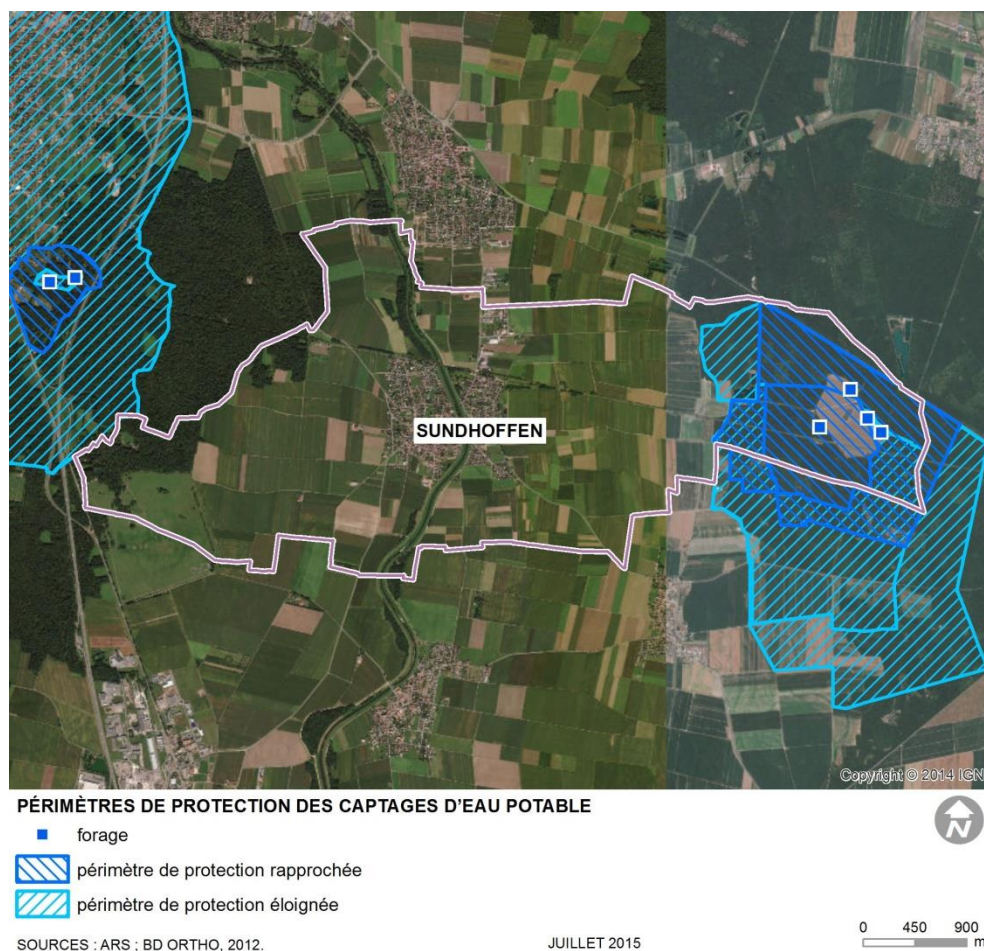 SUNDHOFFEN
Copyright © 2014 IGN
PÉRIMÈTRES DE PROTECTION DES CAPTAGES D'EAU POTABLE
N
forage
périmètre de protection rapprochée
périmètre de protection éloignée
SOURCES : ARS ; BD ORTHO, 2012.
JUILLET 2015
0 450 900
m